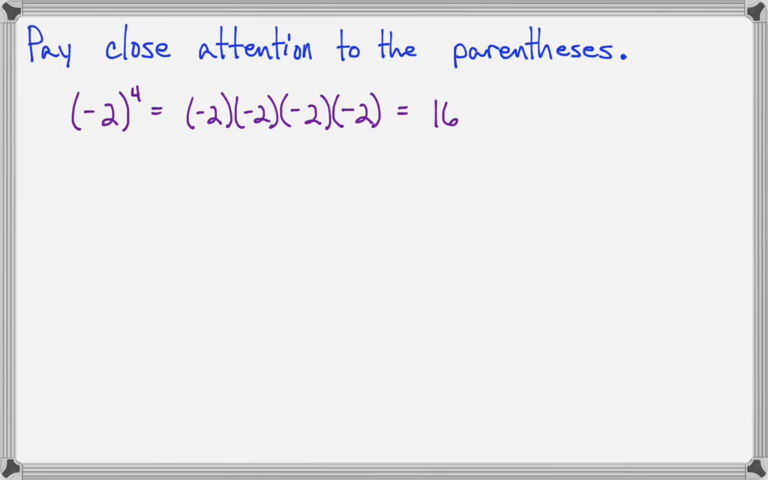 Pay close attention to the parentheses.
(-2)⁴ = (-2)(-2)(-2)(-2) = 16